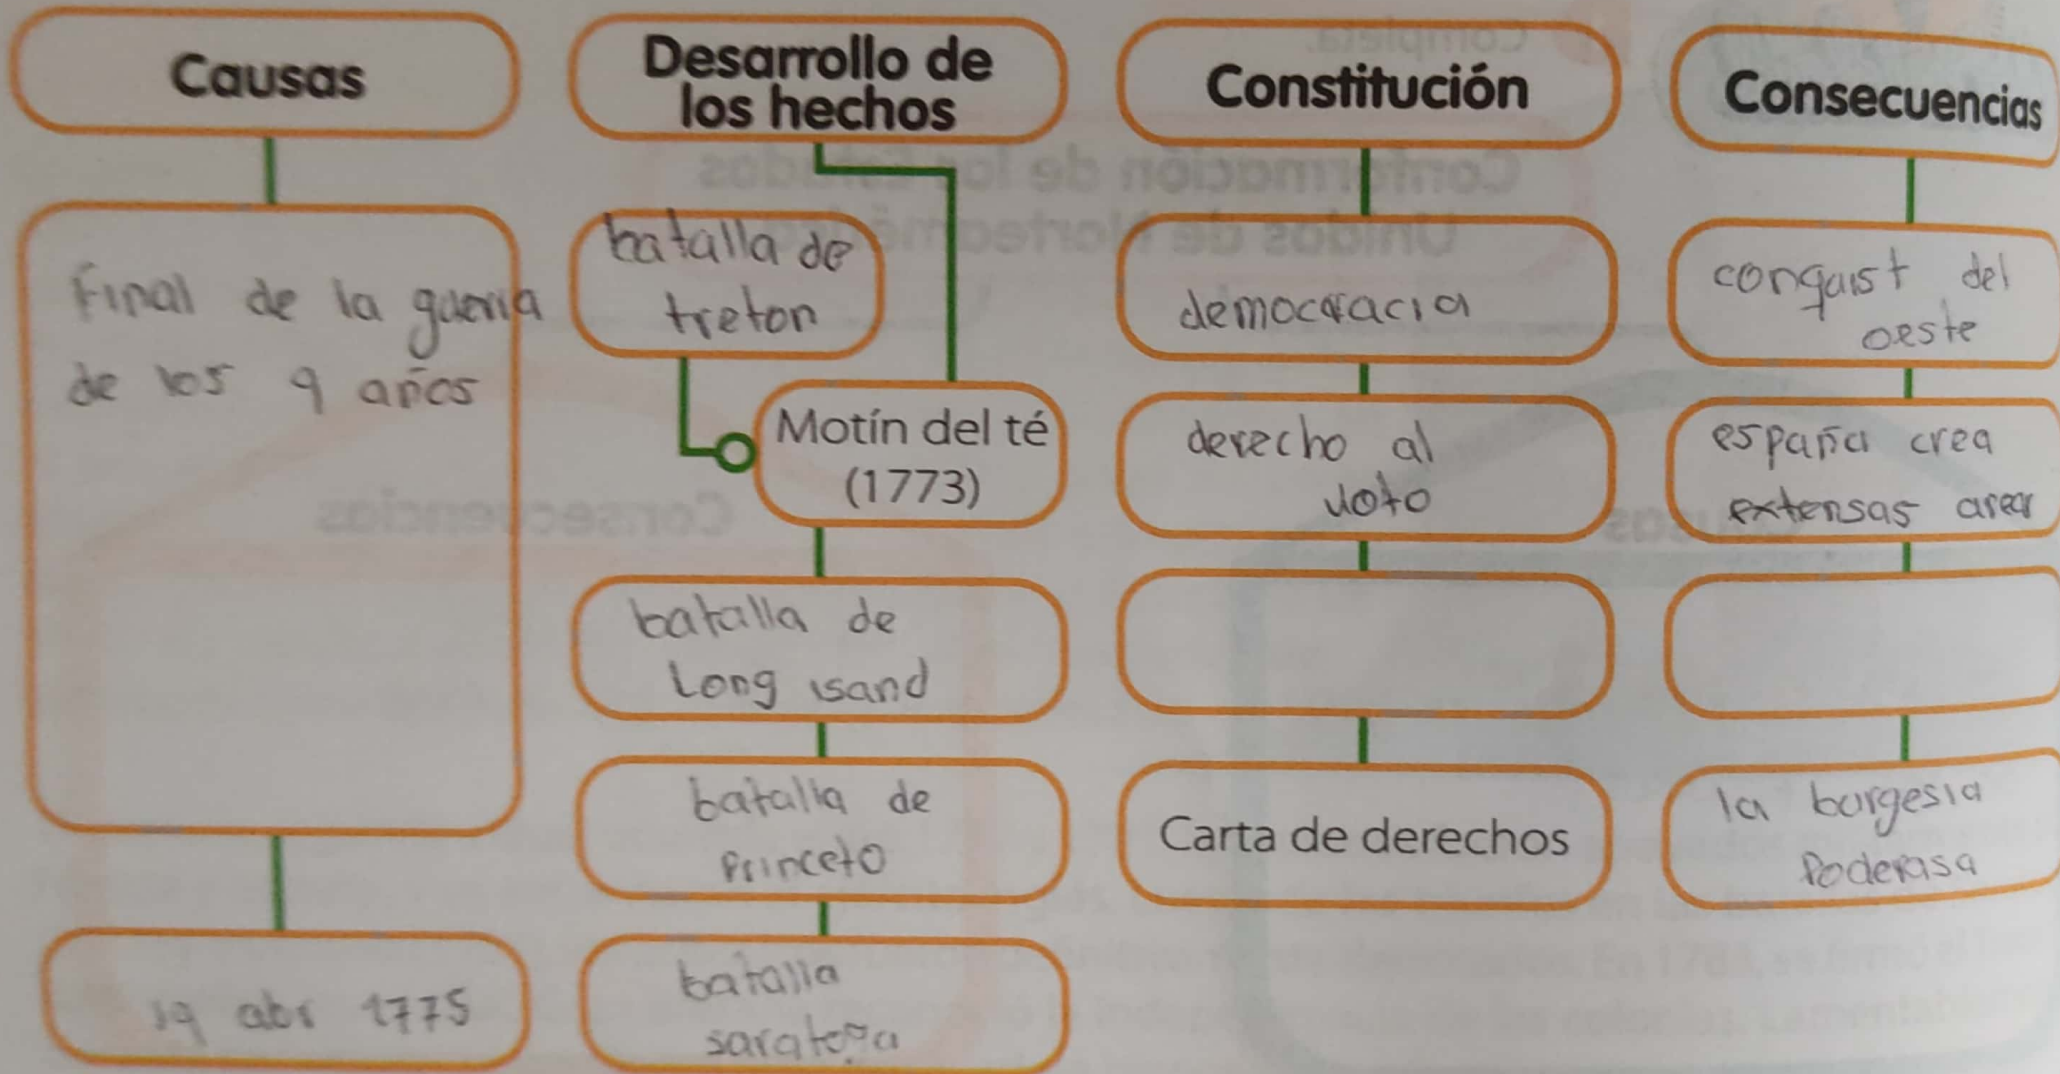 Causas
Final de la guerra
de los 9 años
19 abr 1775
Desarrollo de
los hechos
batalla de
treton
Motín del té
(1773)
batalla de
Long isand
batalla de
Princeto
batalla
saratoga
Constitución
democracia
derecho al
voto
Carta de derechos
Consecuencias
conquist del
oeste
españa crea
extensas arear
la burgesia
Poderasa